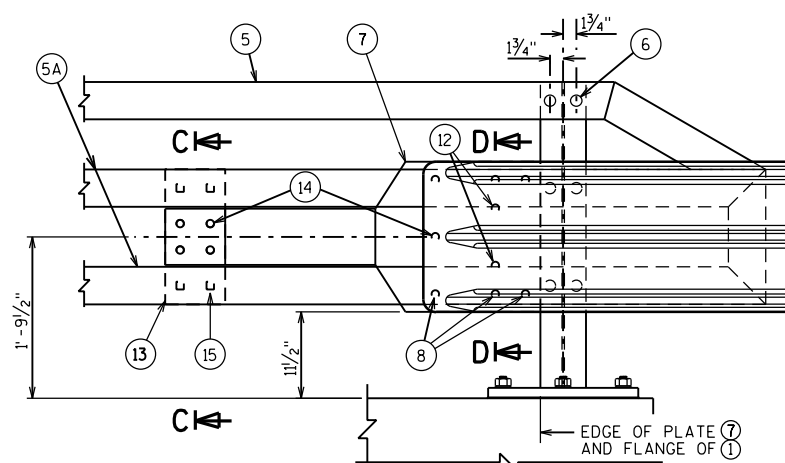 1¾"
1¾"
5
7
6
5A
C
D
12
14
1'-9½"
11½"
13
15
8
D
C
EDGE OF PLATE 7
AND FLANGE OF 1